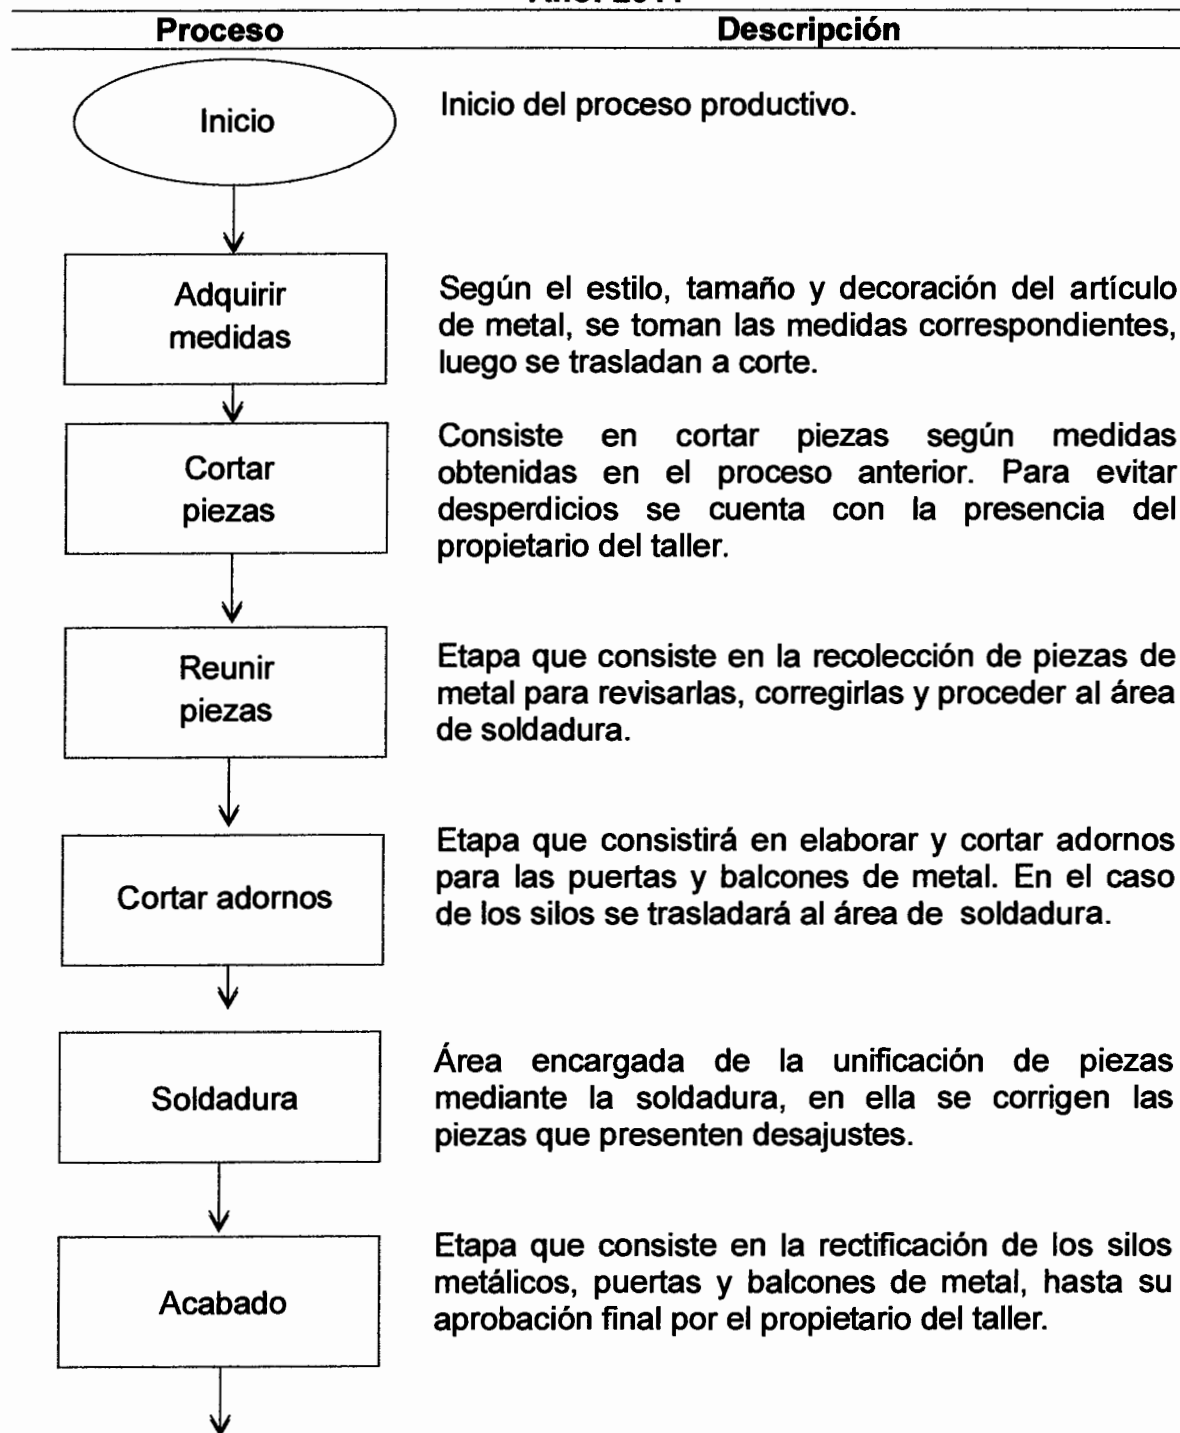 Proceso Descripción
Inicio
Inicio del proceso productivo.
Adquirir
medidas
Según el estilo, tamaño y decoración del artículo
de metal, se toman las medidas correspondientes,
luego se trasladan a corte.
Cortar
piezas
Consiste en cortar piezas según medidas
obtenidas en el proceso anterior. Para evitar
desperdicios se cuenta con la presencia del
propietario del taller.
Reunir
piezas
Etapa que consiste en la recolección de piezas de
metal para revisarlas, corregirlas y proceder al área
de soldadura.
Cortar adornos
Etapa que consistirá en elaborar y cortar adornos
para las puertas y balcones de metal. En el caso
de los silos se trasladará al área de soldadura.
Soldadura
Área encargada de la unificación de piezas
mediante la soldadura, en ella se corrigen las
piezas que presenten desajustes.
Acabado
Etapa que consiste en la rectificación de los silos
metálicos, puertas y balcones de metal, hasta su
aprobación final por el propietario del taller.